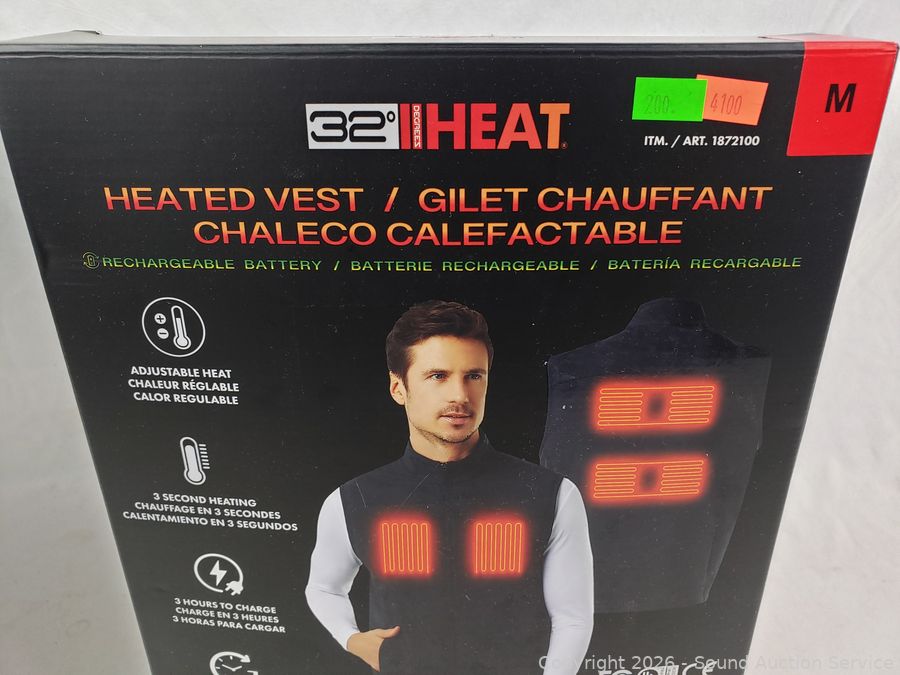 32° DEGREES HEAT
200.
4100
M
ITM. / ART. 1872100
HEATED VEST / GILET CHAUFFANT
CHALECO CALEFACTABLE
RECHARGEABLE BATTERY / BATTERIE RECHARGEABLE / BATERÍA RECARGABLE
ADJUSTABLE HEAT
CHALEUR RÉGLABLE
CALOR REGULABLE
3 SECOND HEATING
CHAUFFAGE EN 3 SECONDES
CALENTAMIENTO EN 3 SEGUNDOS
3 HOURS TO CHARGE
CHARGE EN 3 HEURES
3 HORAS PARA CARGAR
Copyright 2026 - Sound Auction Service